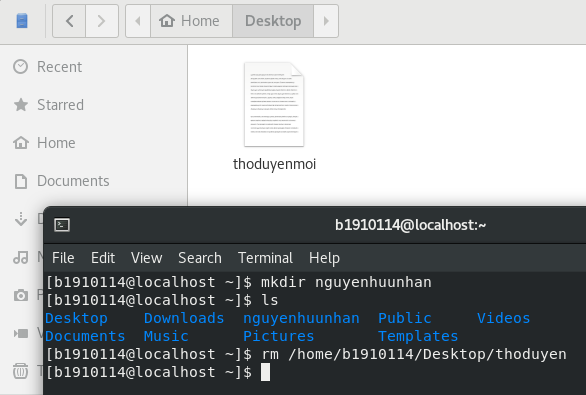 Home Desktop
Recent
Starred
Home
Documents
thoduyenmoi
b1910114@localhost:~
File Edit View Search Terminal Help
[b1910114@localhost ~]$ mkdir nguyenhuunhan
[b1910114@localhost ~]$ ls
Desktop Downloads nguyenhuunhan Public Videos
Documents Music Pictures Templates
[b1910114@localhost ~]$ rm /home/b1910114/Desktop/thoduyen
[b1910114@localhost ~]$